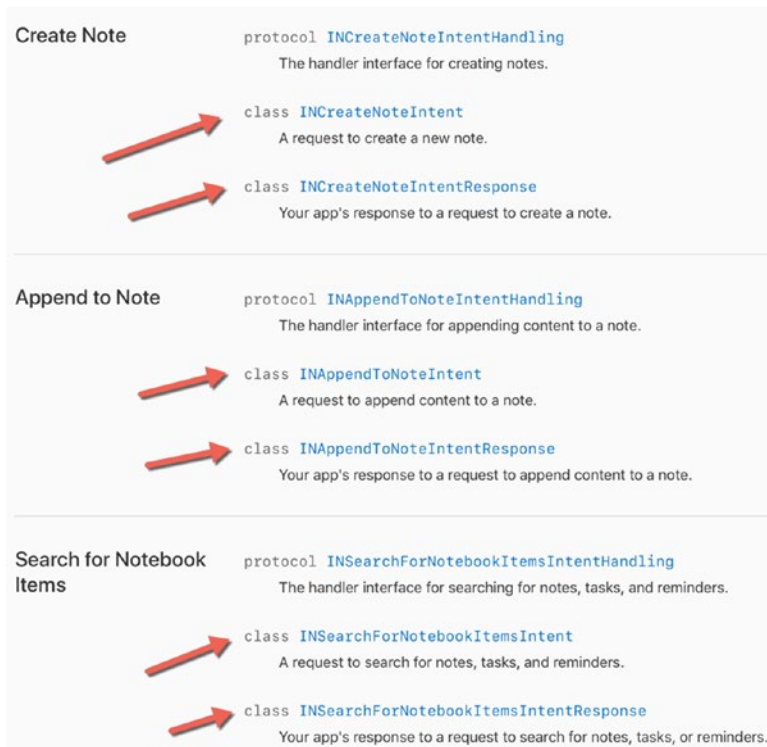 Create Note
protocol INCreateNoteIntentHandling
The handler interface for creating notes.
class INCreateNoteIntent
A request to create a new note.
class INCreateNoteIntentResponse
Your app's response to a request to create a note.
Append to Note
protocol INAppendToNoteIntentHandling
The handler interface for appending content to a note.
class INAppendToNoteIntent
A request to append content to a note.
class INAppendToNoteIntentResponse
Your app's response to a request to append content to a note.
Search for Notebook
Items
protocol INSearchForNotebookItemsIntentHandling
The handler interface for searching for notes, tasks, and reminders.
class INSearchForNotebookItemsIntent
A request to search for notes, tasks, and reminders.
class INSearchForNotebookItemsIntentResponse
Your app's response to a request to search for notes, tasks, or reminders.